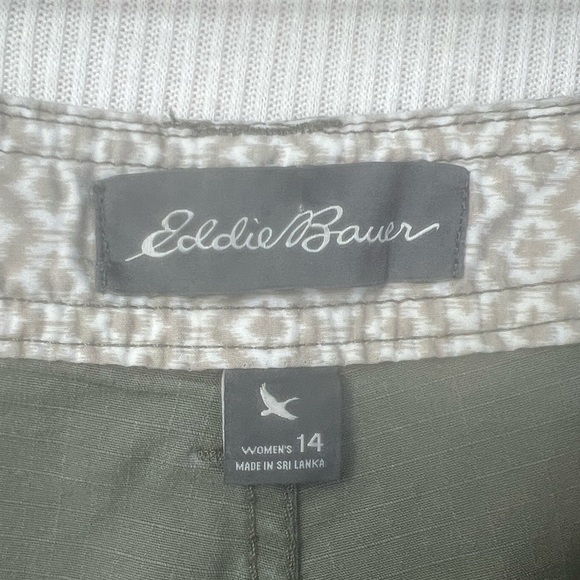 Eddie Bauer
WOMEN'S 14
MADE IN SRI LANKA